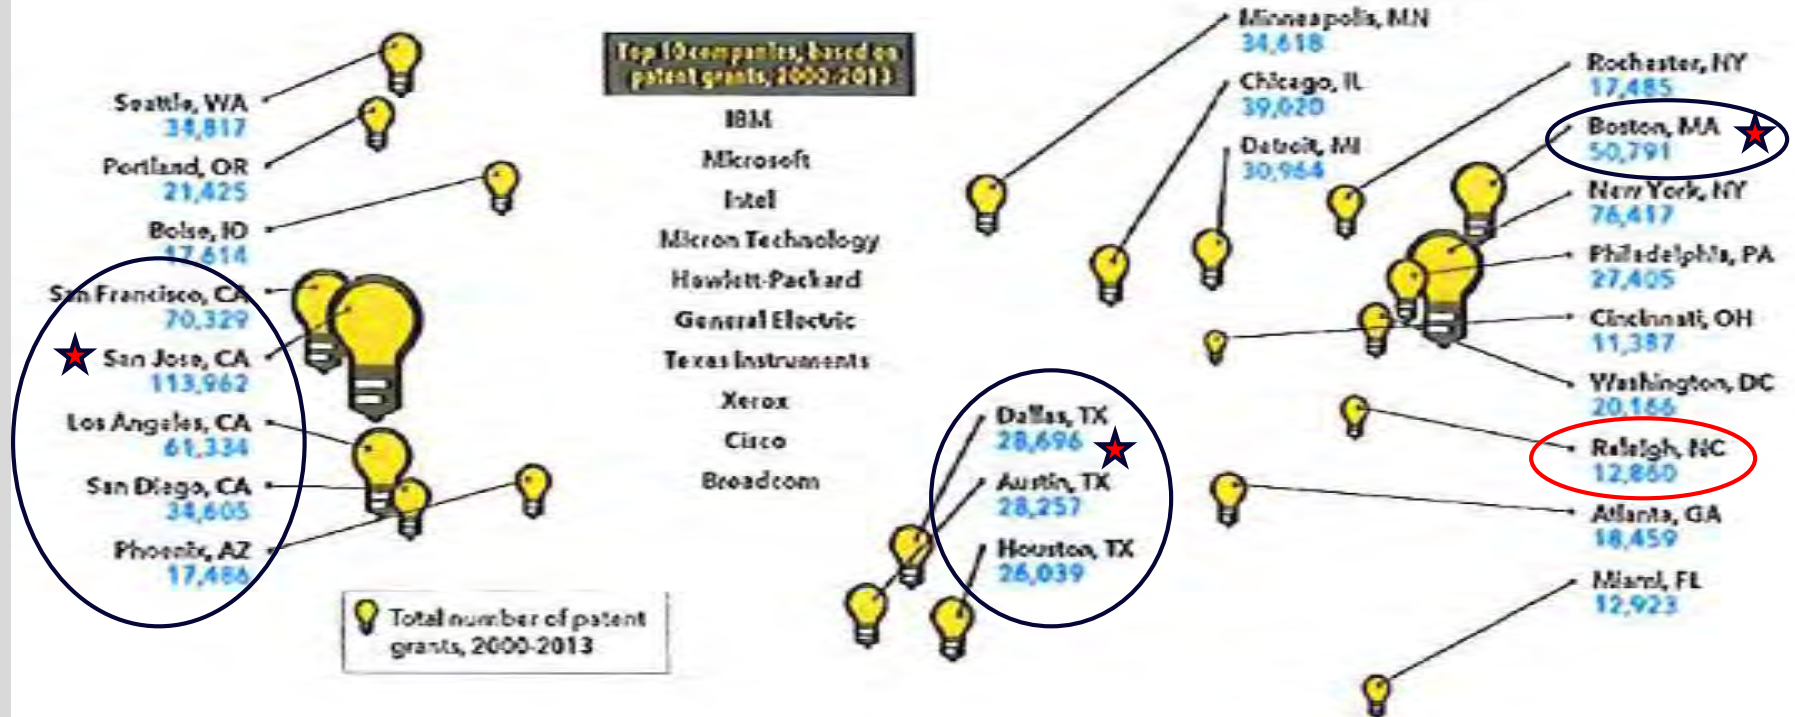 Seattle, WA
34,817
Portland, OR
21,425
Boise, ID
17,614
San Francisco, CA
70,329
San Jose, CA
113,962
Los Angeles, CA
61,334
San Diego, CA
34,605
Phoenix, AZ
17,486
Top 10 companies, based on
patent grants, 2000-2013
IBM
Microsoft
Intel
Micron Technology
Hewlett-Packard
General Electric
Texas Instruments
Xerox
Cisco
Broadcom
Total number of patent
grants, 2000-2013
Dallas, TX
28,696
Austin, TX
28,257
Houston, TX
26,039
Minneapolis, MN
34,618
Chicago, IL
39,020
Detroit, MI
30,964
Rochester, NY
17,485
Boston, MA
50,791
New York, NY
76,417
Philadelphia, PA
27,405
Cincinnati, OH
11,387
Washington, DC
20,166
Raleigh, NC
12,860
Atlanta, GA
18,459
Miami, FL
12,923